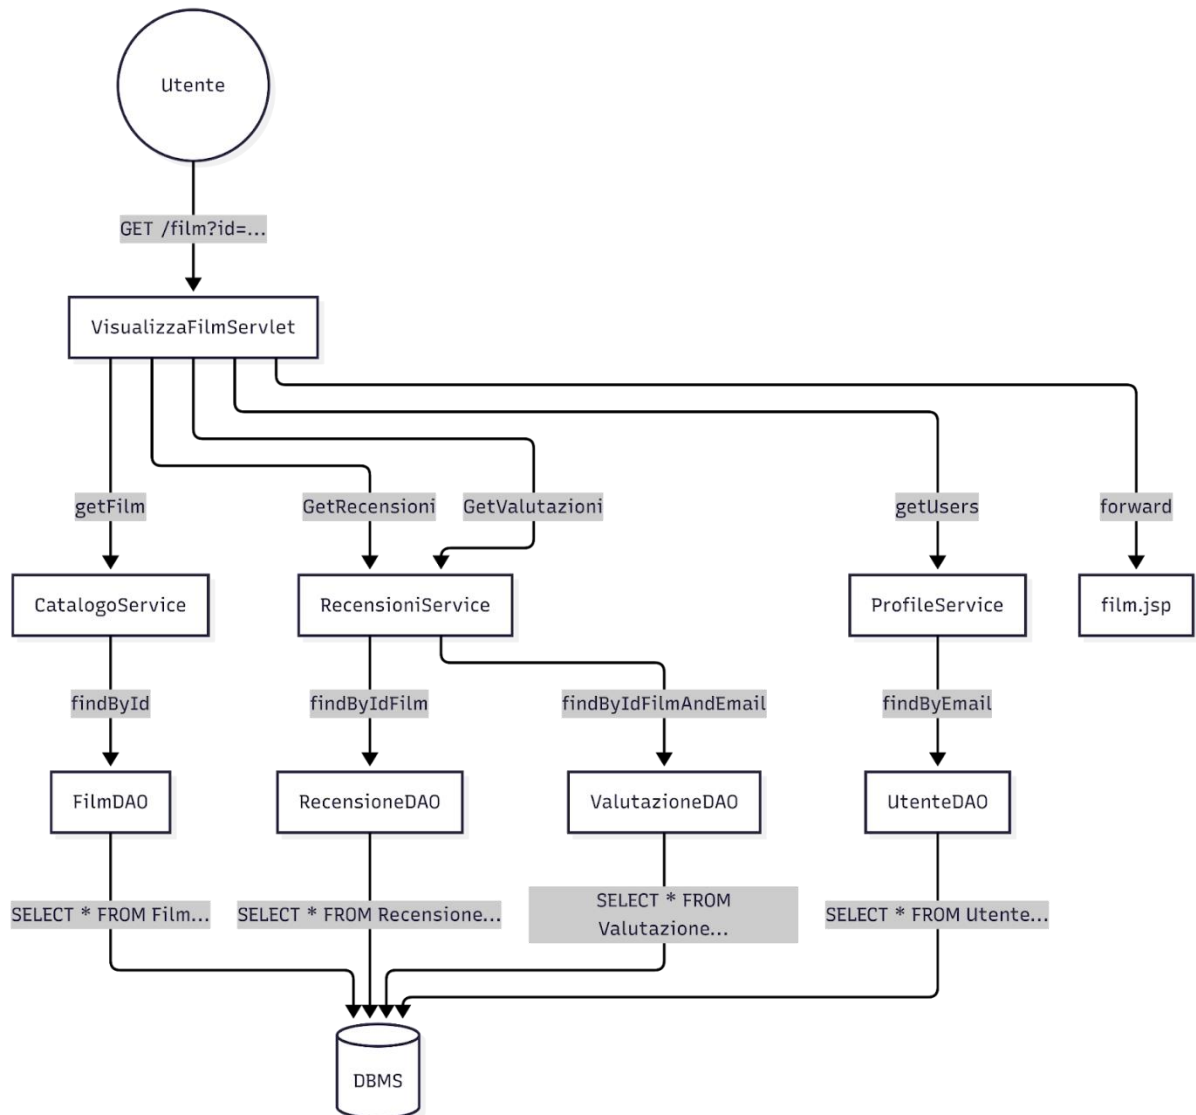 Utente
GET /film?id=...
VisualizzaFilmServlet
getFilm
GetRecensioni
GetValutazioni
getUsers
forward
CatalogoService
RecensioniService
ProfileService
film.jsp
findById
findByIdFilm
findByIdFilmAndEmail
findByEmail
FilmDAO
RecensioneDAO
ValutazioneDAO
UtenteDAO
SELECT * FROM Film...
SELECT * FROM Recensione...
SELECT * FROM
Valutazione...
SELECT * FROM Utente...
DBMS